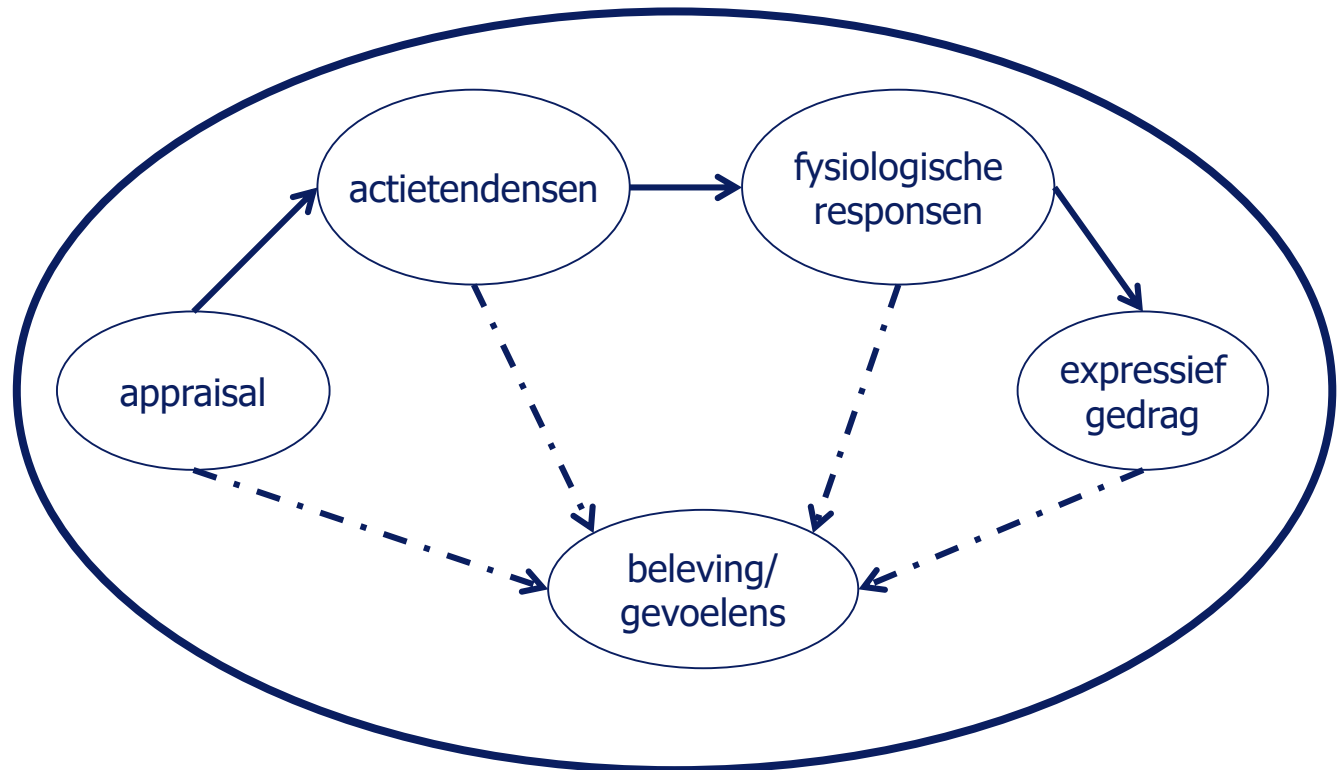 actietendensen
fysiologische
responsen
appraisal
expressief
gedrag
beleving/
gevoelens